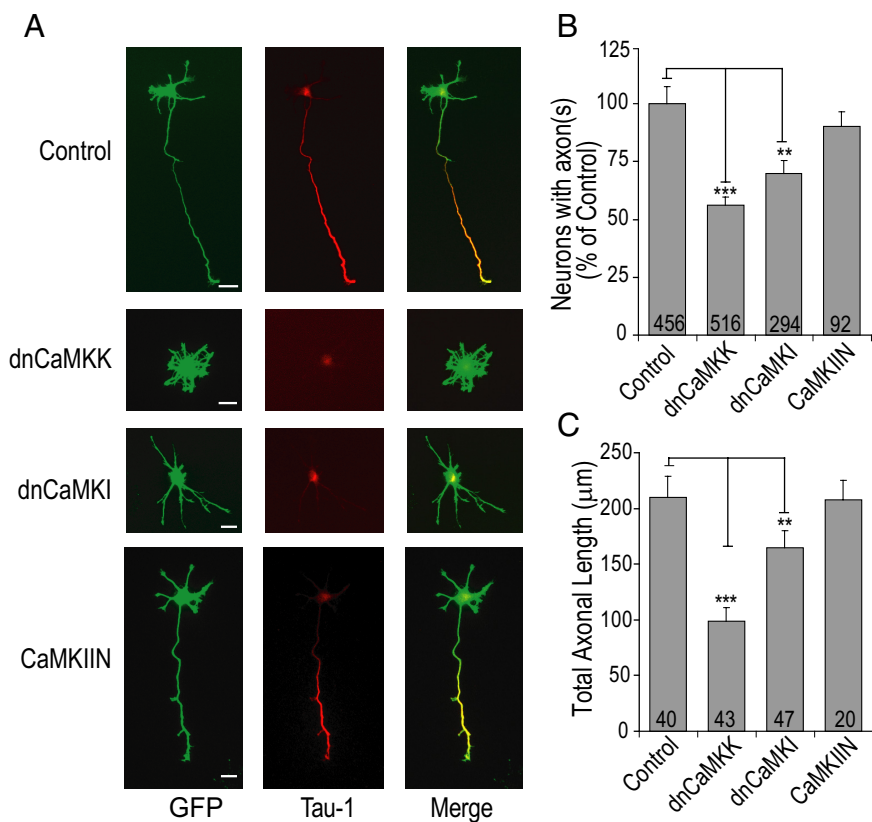 A
Control
dnCaMKK
dnCaMKI
CaMKIIN
GFP Tau-1 Merge
B
Neurons with axon(s)
(% of Control)
125
100
75
50
25
0
*** **
456 516 294 92
Control dnCaMKK dnCaMKI CaMKIIN
C
Total Axonal Length (μm)
250
200
150
100
50
0
*** **
40 43 47 20
Control dnCaMKK dnCaMKI CaMKIIN